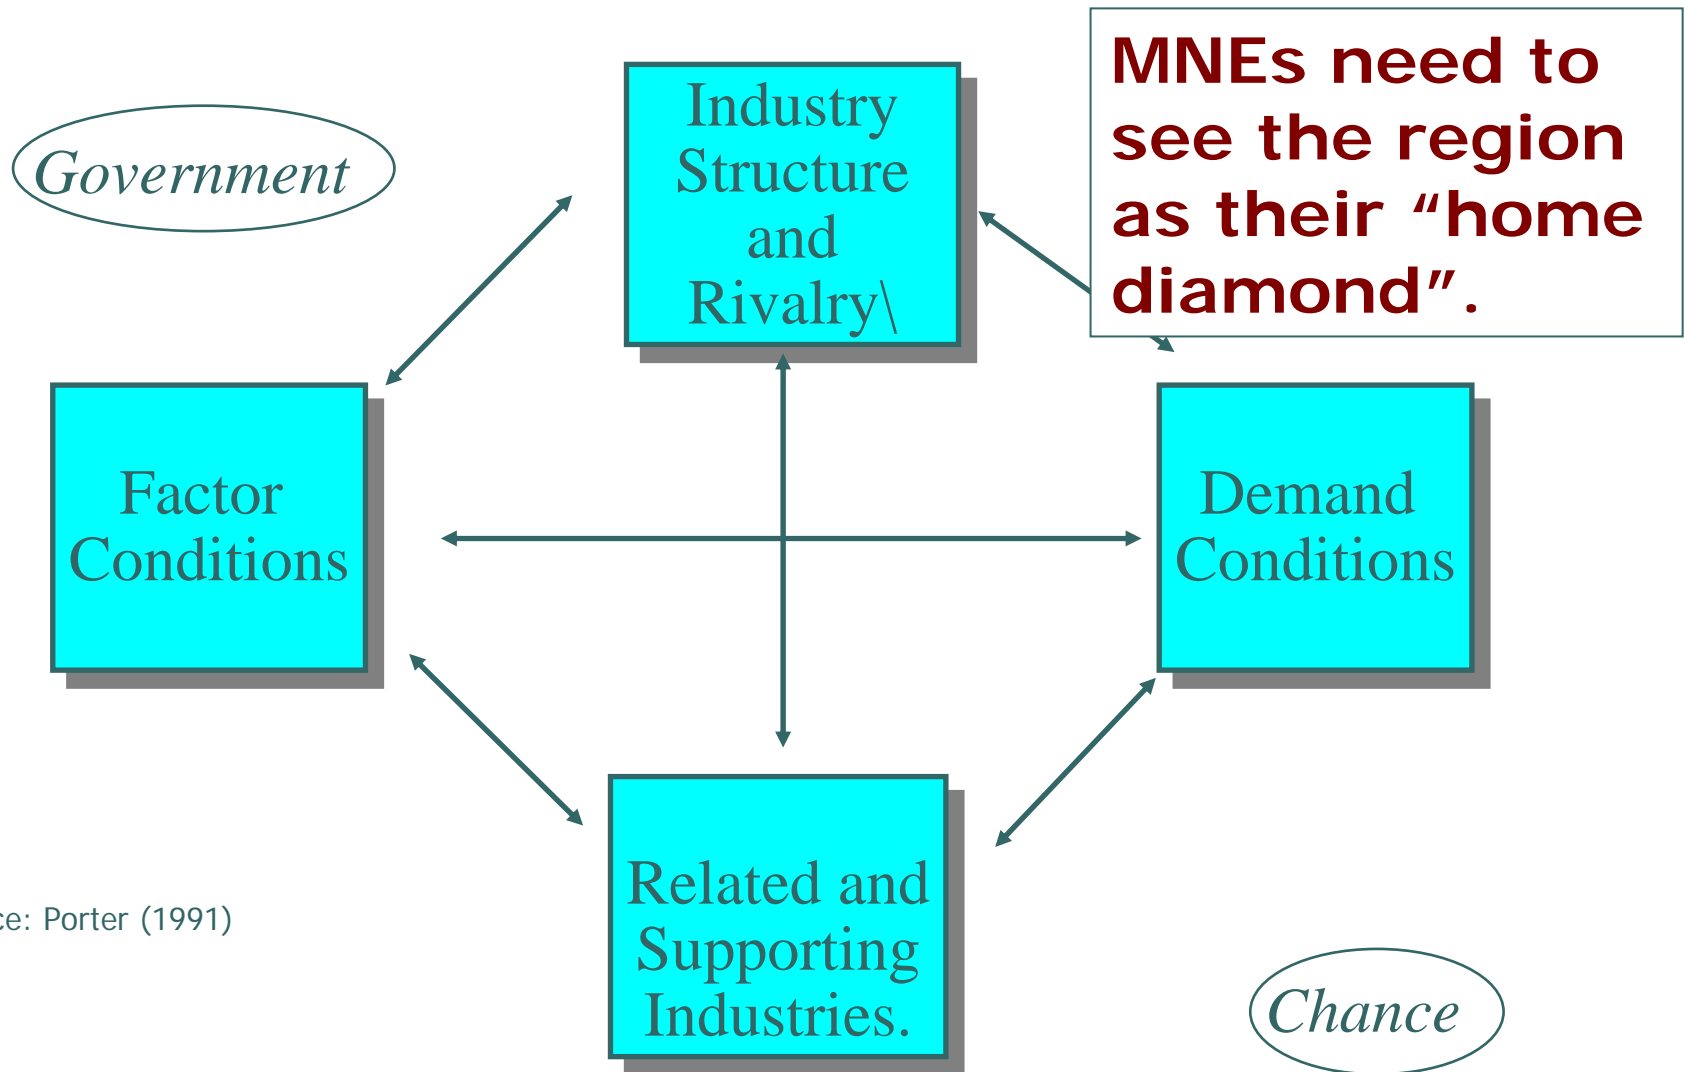 MNEs need to
see the region
as their “home
diamond”.
Industry
Structure
and
Rivalry\
Government
Factor
Conditions
Demand
Conditions
Related and
Supporting
Industries.
ce: Porter (1991)
Chance